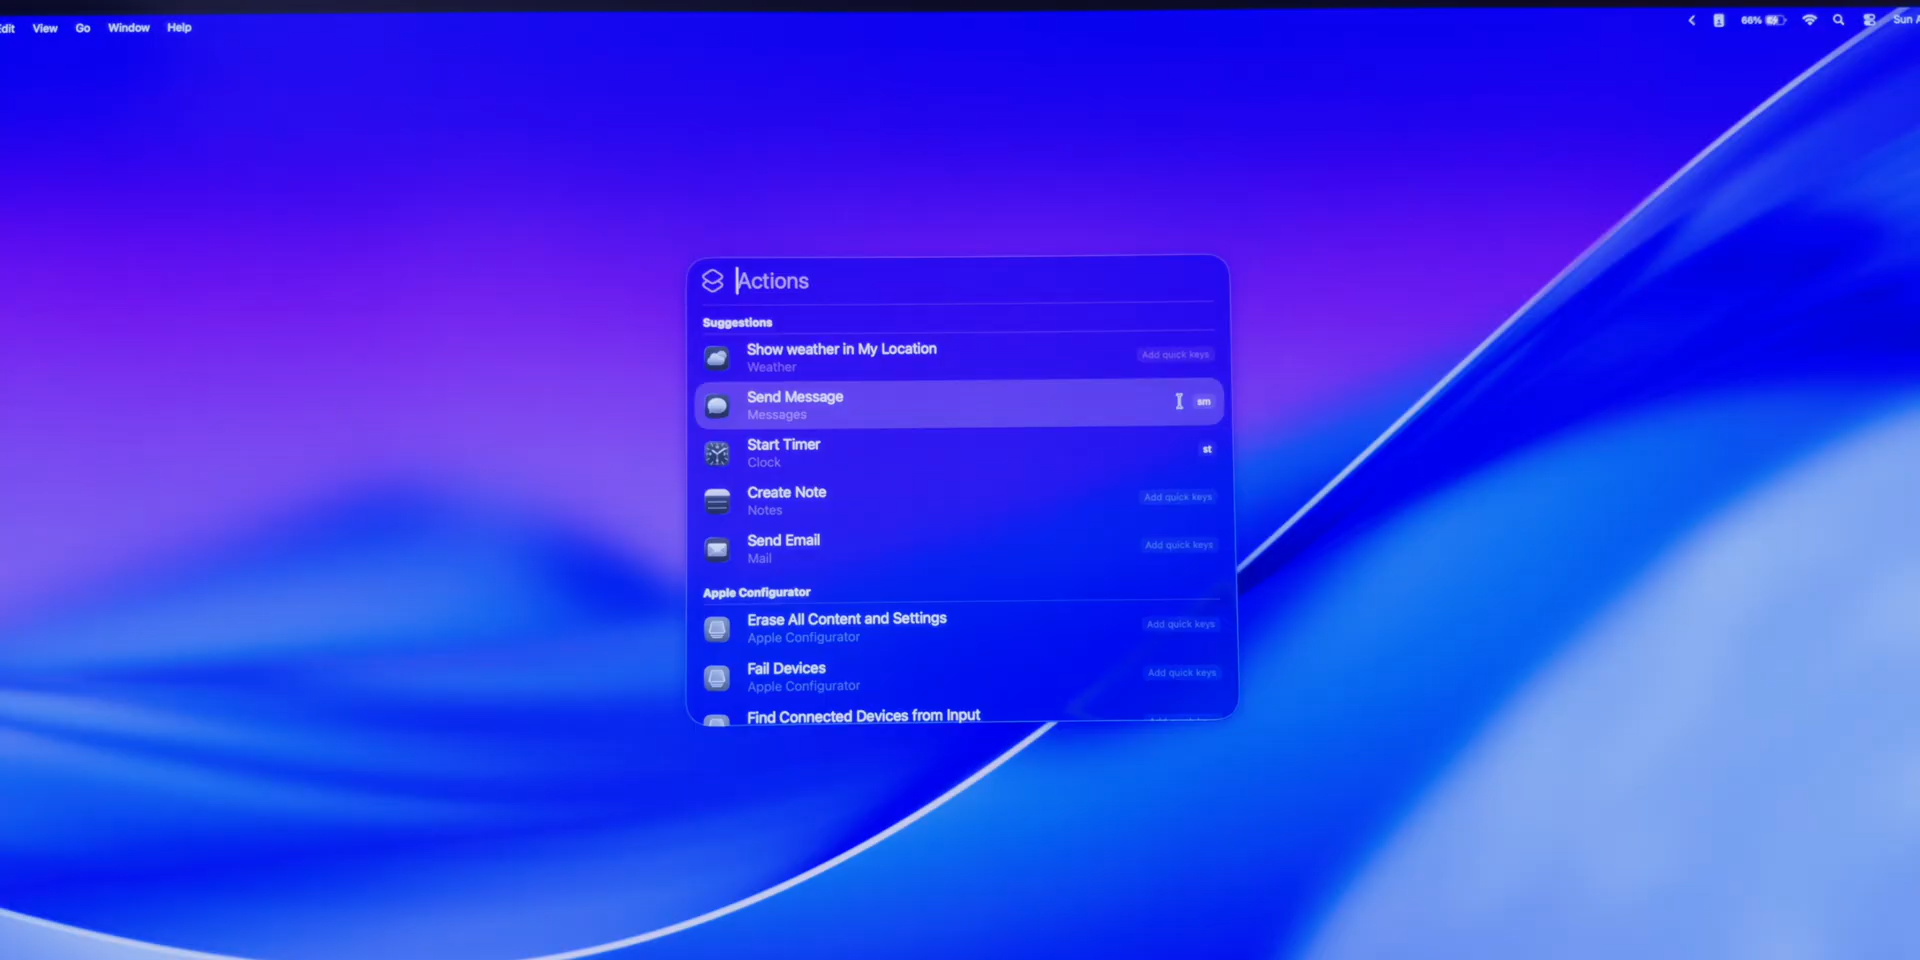 Edit View Go Window Help
66% Sun A
Actions
Suggestions
Show weather in My Location
Weather
Add quick keys
Send Message
Messages
sm
Start Timer
Clock
st
Create Note
Notes
Add quick keys
Send Email
Mail
Add quick keys
Apple Configurator
Erase All Content and Settings
Apple Configurator
Add quick keys
Fail Devices
Apple Configurator
Add quick keys
Find Connected Devices from Input